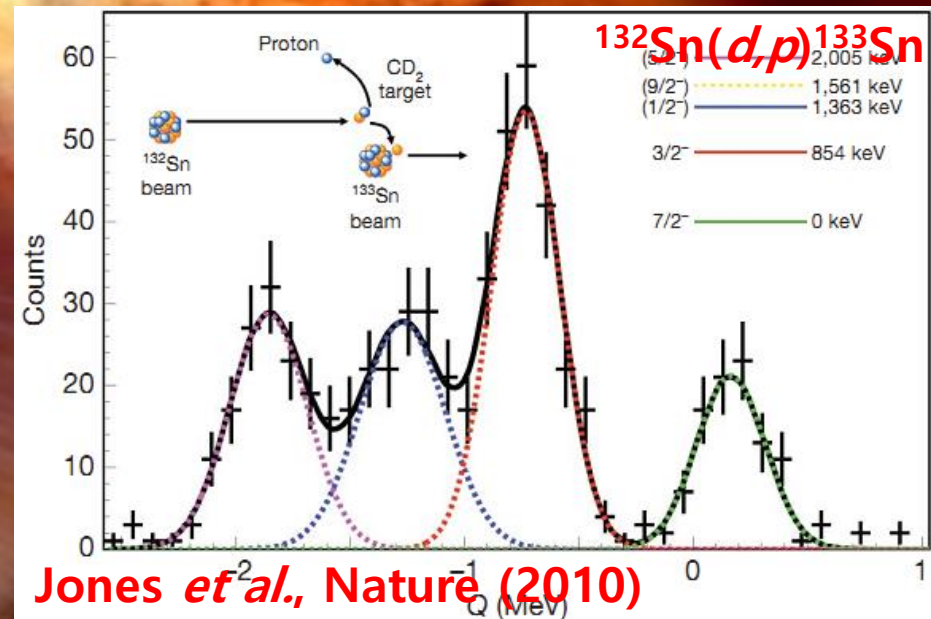 ¹³²Sn(d,p)¹³³Sn
(5/2⁻) 2,005 keV
(9/2⁻) 1,561 keV
(1/2⁻) 1,363 keV
3/2⁻ 854 keV
7/2⁻ 0 keV
Proton
CD₂
target
¹³²Sn
beam
¹³³Sn
beam
Counts
60
50
40
30
20
10
0
-2 -1 0 1
Q (MeV)
Jones et al., Nature (2010)